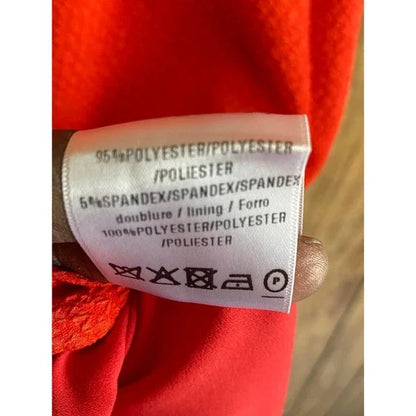 95%POLYESTER/POLYESTER
/POLIESTER
5%SPANDEX/SPANDEX/SPANDEX
doublure / lining / Forro
100%POLYESTER/POLYESTER
/POLIESTER
P